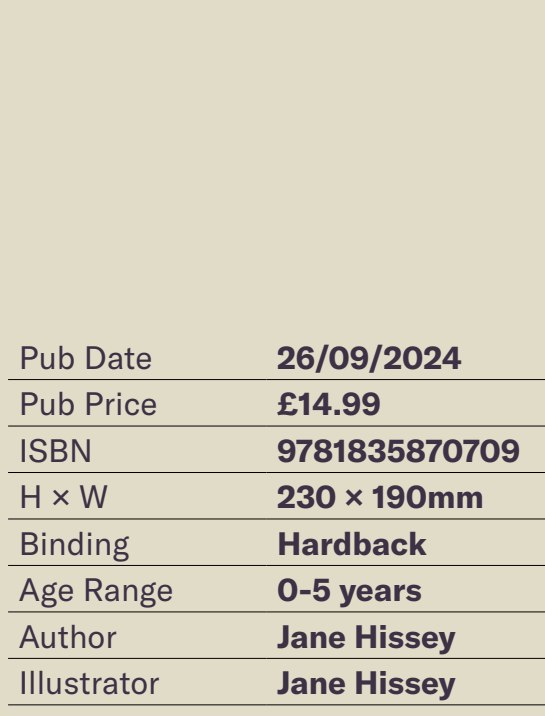 Pub Date 26/09/2024
Pub Price £14.99
ISBN 9781835870709
H × W 230 × 190mm
Binding Hardback
Age Range 0-5 years
Author Jane Hissey
Illustrator Jane Hissey